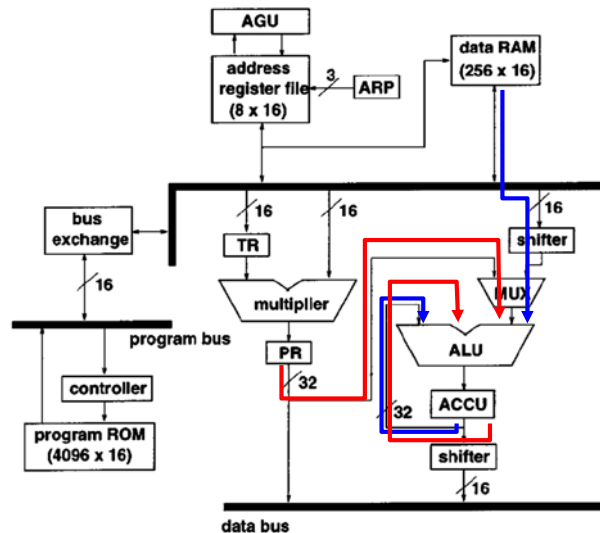 AGU
data RAM
(256 x 16)
address
register file
(8 x 16)
3
ARP
bus
exchange
16
16
16
16
TR
shifter
multiplier
MUX
program bus
PR
ALU
32
controller
32
ACCU
program ROM
(4096 x 16)
shifter
16
data bus